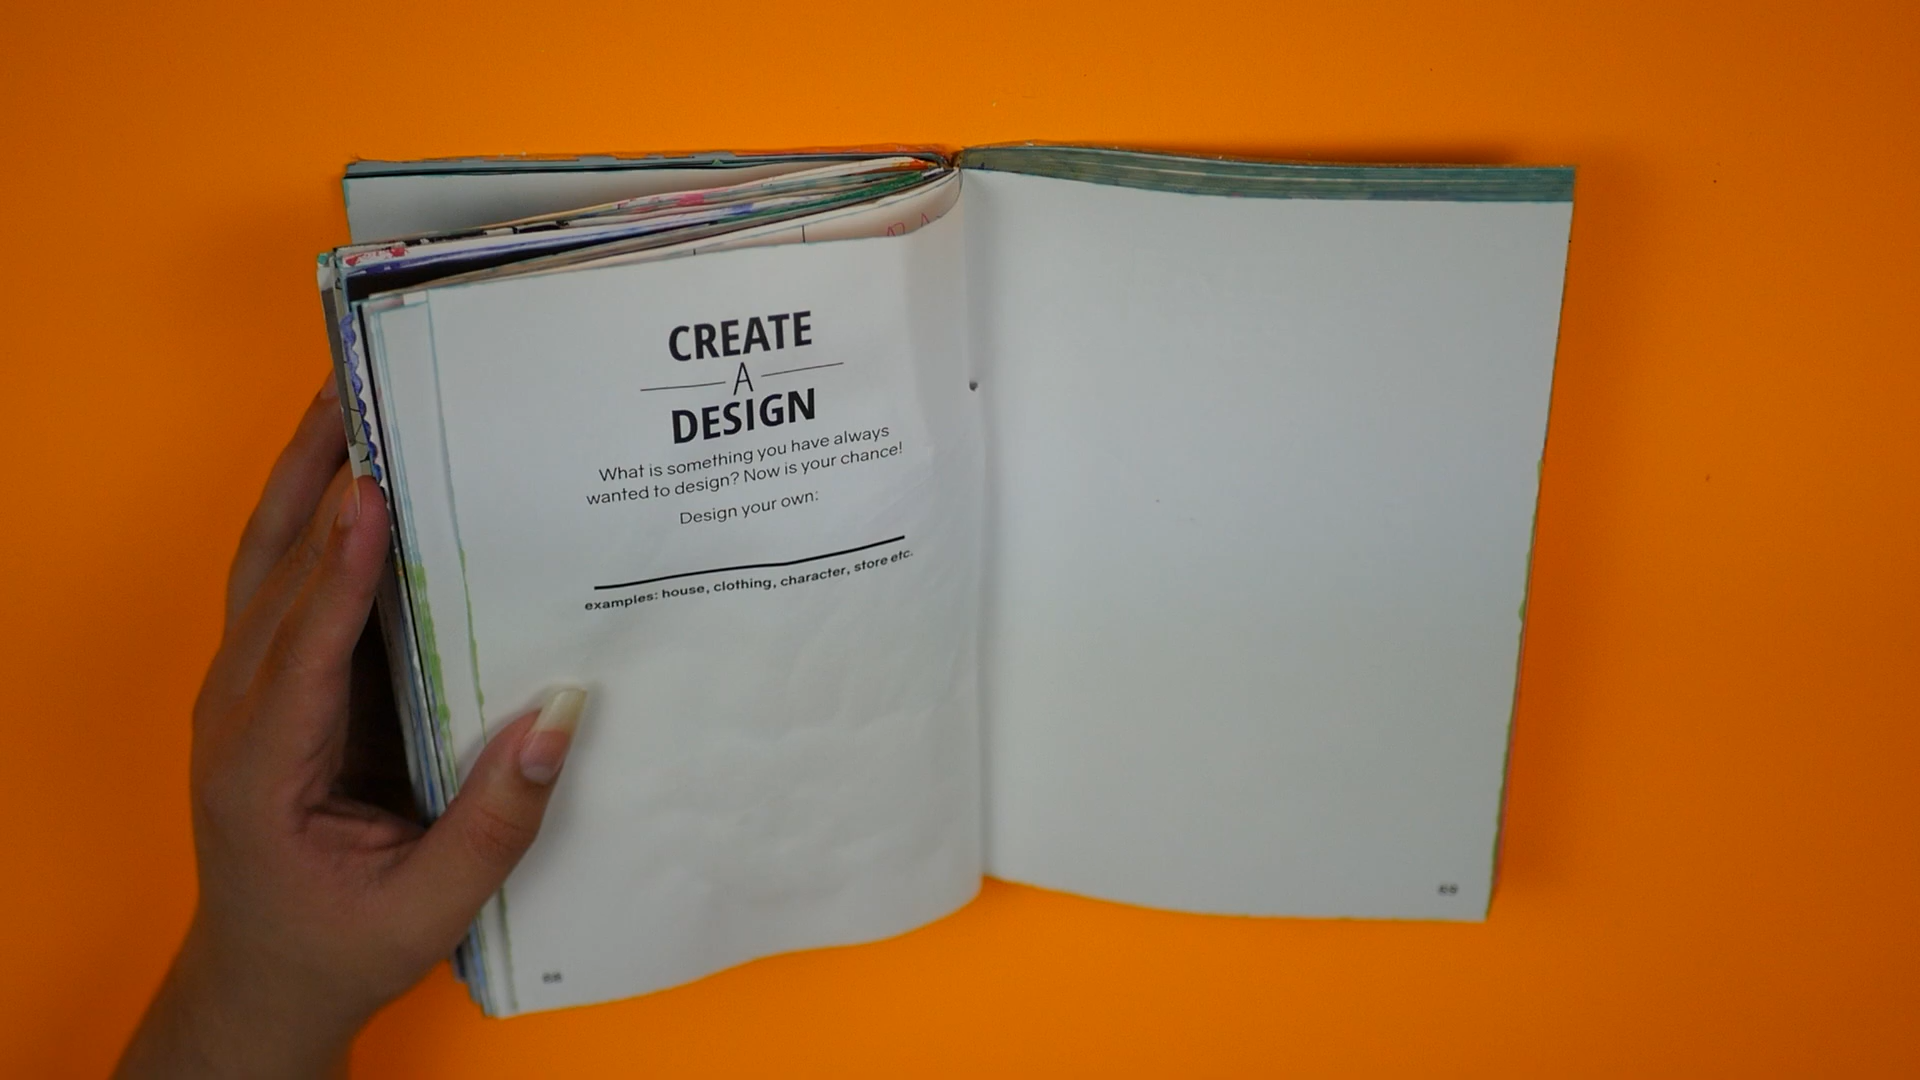 CREATE
A
DESIGN
What is something you have always
wanted to design? Now is your chance!
Design your own:
examples: house, clothing, character, store etc.